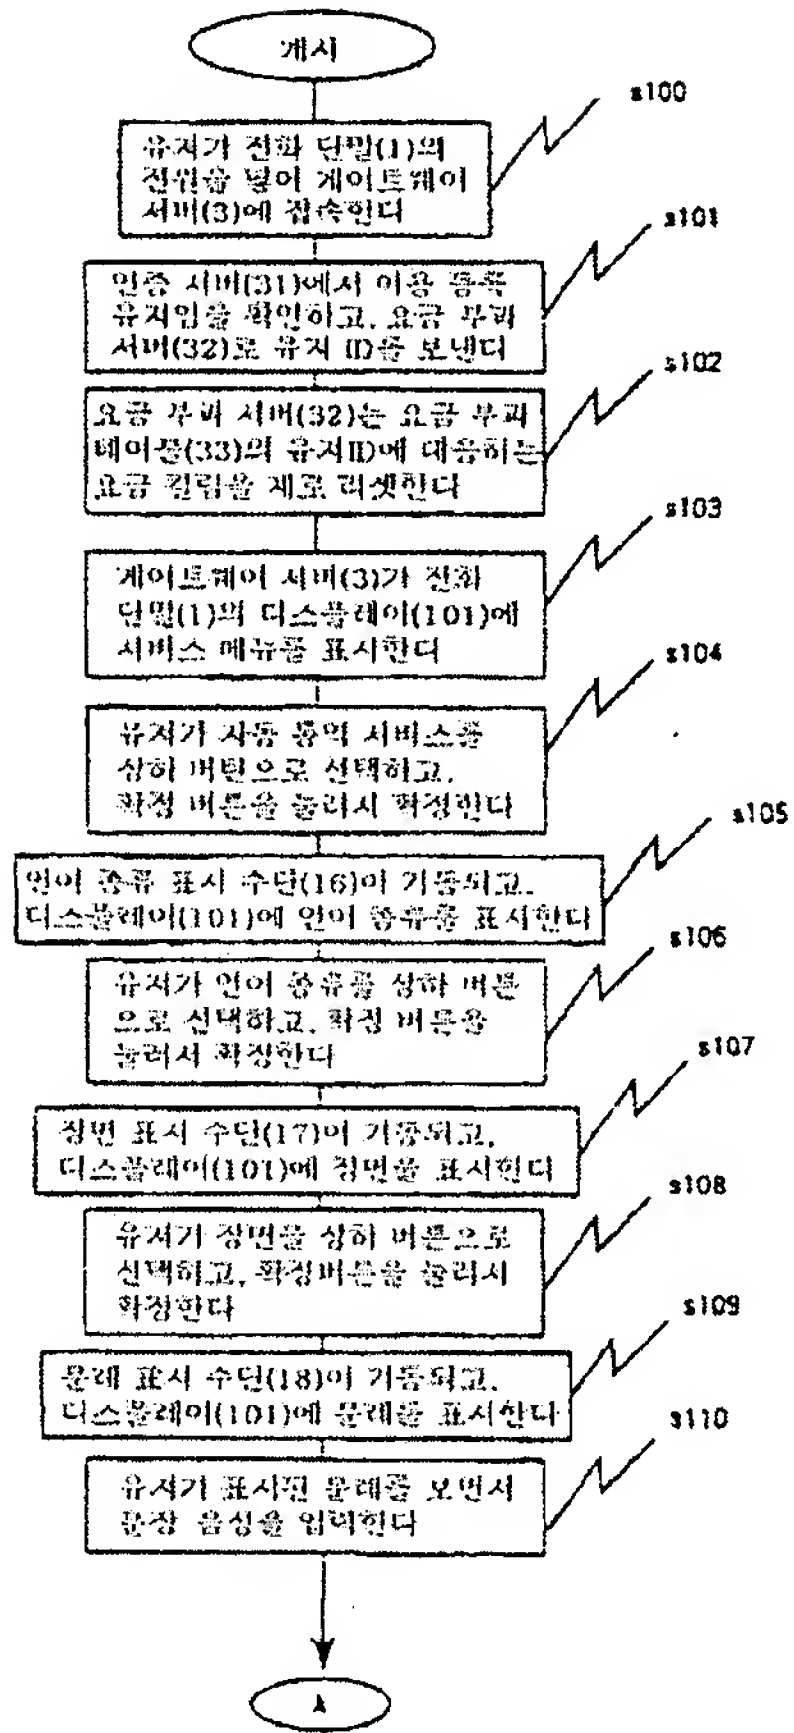 개시
s100
유저가 전화 단말(1)의
전원을 넣어 게이트웨이
서버(3)에 접속한다
s101
인증 서버(31)에서 이용 등록
유저임을 확인하고, 요금 부과
서버(32)로 유저 ID를 보낸다
s102
요금 부과 서버(32)는 요금 부과
테이블(33)의 유저ID에 대응하는
요금 컬럼을 제로 리셋한다
s103
게이트웨이 서버(3)가 전화
단말(1)의 디스플레이(101)에
서비스 메뉴를 표시한다
s104
유저가 자동 통역 서비스를
상하 버튼으로 선택하고,
확정 버튼을 눌러서 확정한다
s105
언어 종류 표시 수단(16)이 기동되고,
디스플레이(101)에 언어 종류를 표시한다
s106
유저가 언어 종류를 상하 버튼
으로 선택하고, 확정 버튼을
눌러서 확정한다
s107
장면 표시 수단(17)이 기동되고,
디스플레이(101)에 장면을 표시한다
s108
유저가 장면을 상하 버튼으로
선택하고, 확정버튼을 눌러서
확정한다
s109
문례 표시 수단(18)이 기동되고,
디스플레이(101)에 문례를 표시한다
s110
유저가 표시된 문례를 보면서
문장 음성을 입력한다
A